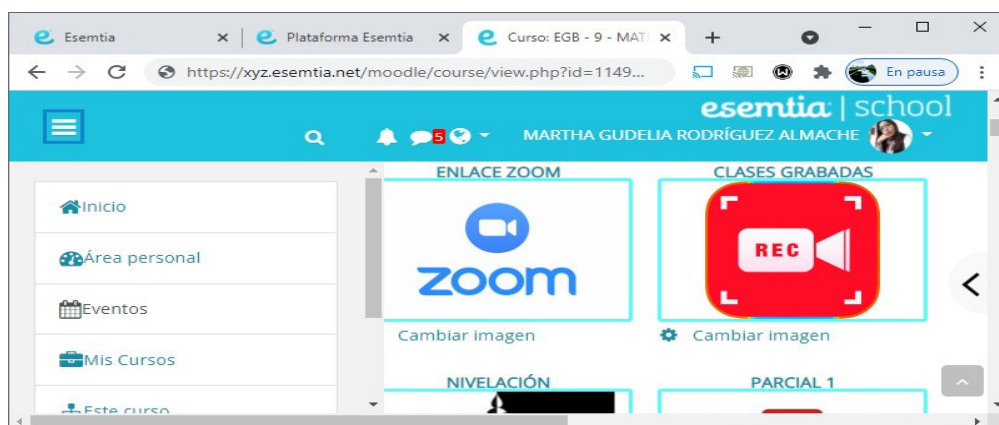 Esemtia
Plataforma Esemtia
Curso: EGB - 9 - MAT
https://xyz.esemtia.net/moodle/course/view.php?id=1149...
En pausa
esemtia: | school
5
MARTHA GUDELIA RODRÍGUEZ ALMACHE
Inicio
Área personal
Eventos
Mis Cursos
Este curso
ENLACE ZOOM
CLASES GRABADAS
zoom
REC
Cambiar imagen
Cambiar imagen
NIVELACIÓN
PARCIAL 1